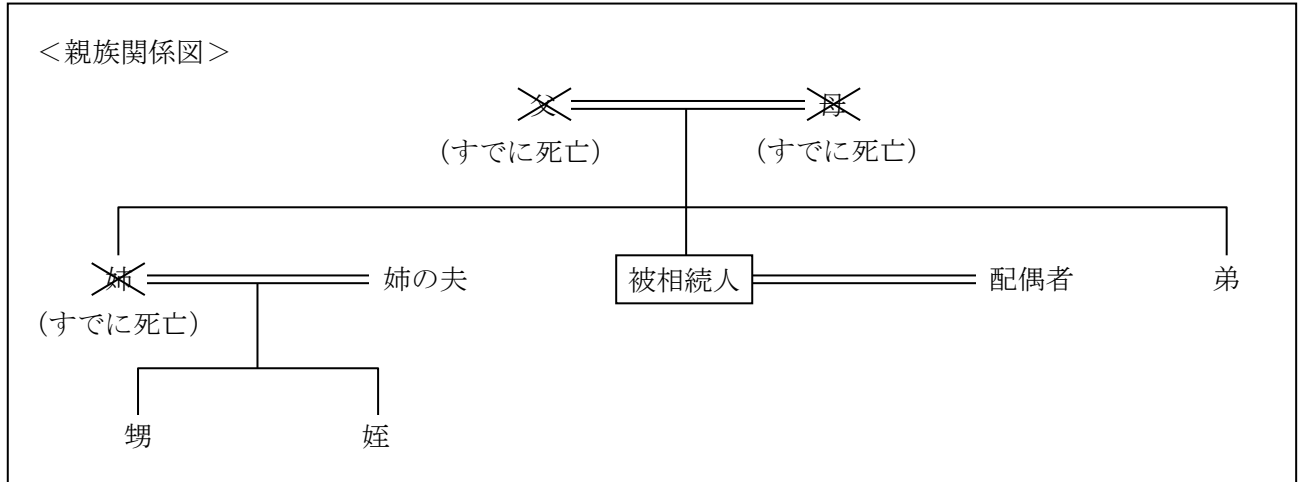 <親族関係図>
父 母
(すでに死亡) (すでに死亡)
姉 姉の夫 被相続人 配偶者 弟
(すでに死亡)
甥 姪